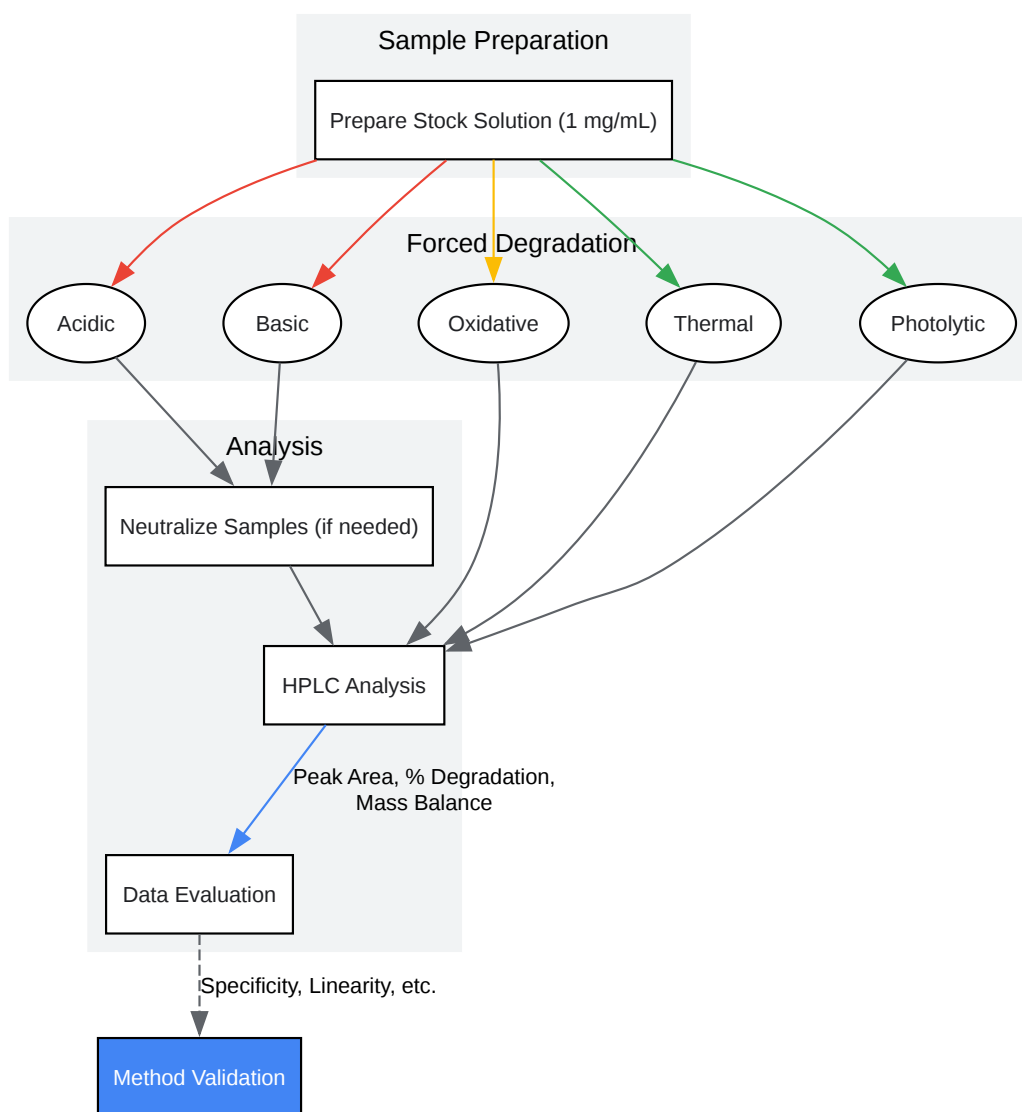 Sample Preparation
Prepare Stock Solution (1 mg/mL)
Forced Degradation
Acidic
Basic
Oxidative
Thermal
Photolytic
Analysis
Neutralize Samples (if needed)
HPLC Analysis
Peak Area, % Degradation,
Mass Balance
Data Evaluation
Specificity, Linearity, etc.
Method Validation